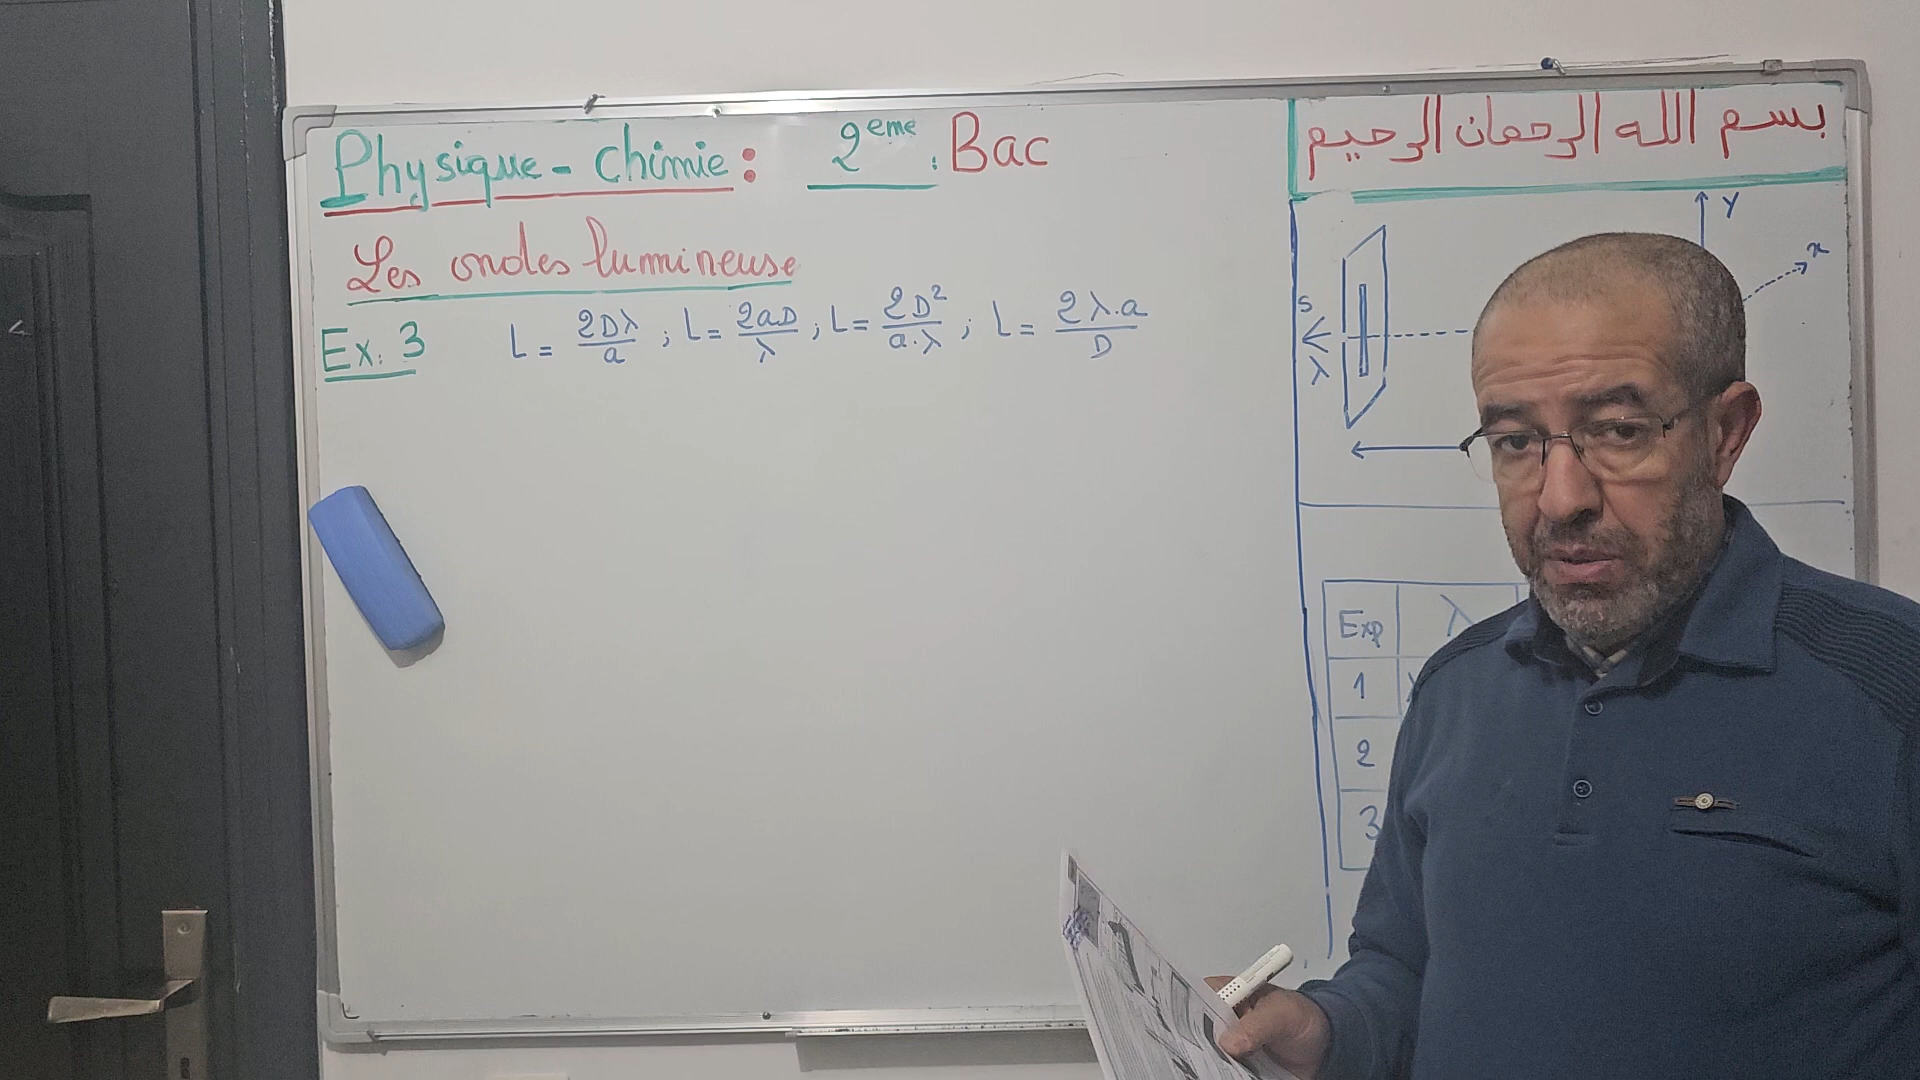 Physique - chimie : 2eme Bac
Les ondes lumineuse
Ex: 3 L = 2Dλ/a ; L = 2aD/λ ; L = 2D²/a.λ ; L = 2λ.a/D
بسم الله الرحمان الرحيم
Y
x
S
λ
Exp λ
1
2
3